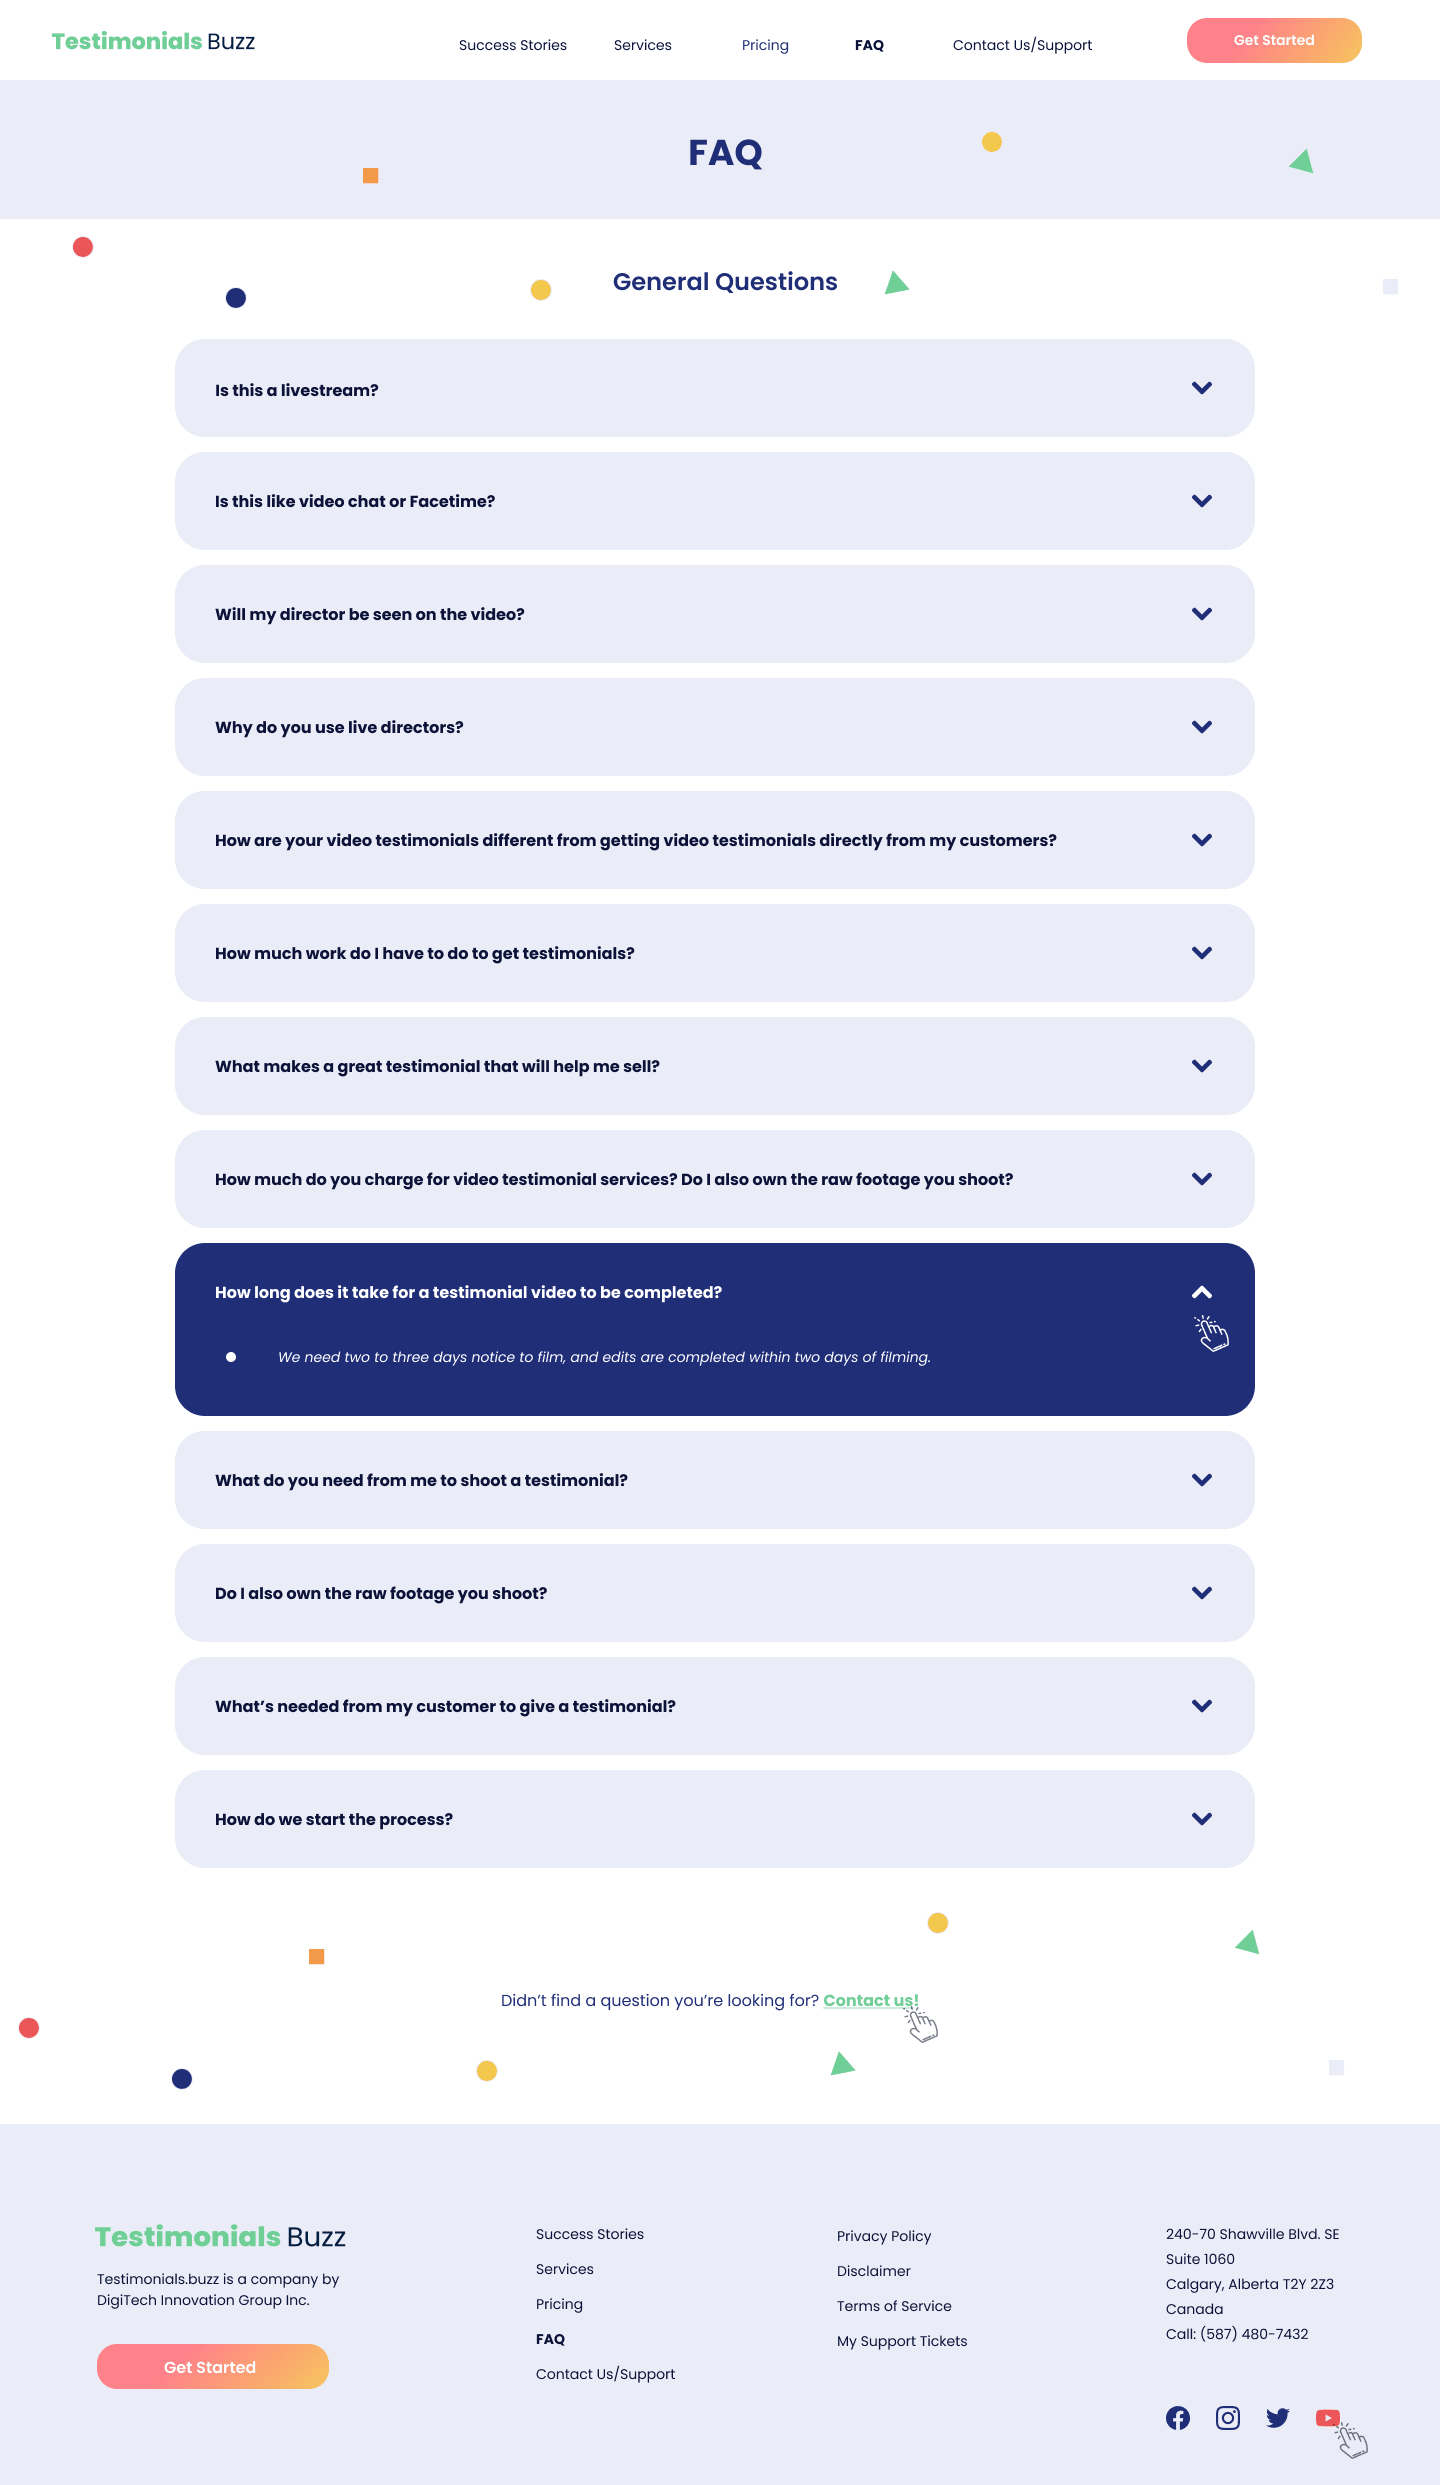 Testimonials Buzz
Success Stories
Services
Pricing
FAQ
Contact Us/Support
Get Started
FAQ
General Questions
Is this a livestream?
Is this like video chat or Facetime?
Will my director be seen on the video?
Why do you use live directors?
How are your video testimonials different from getting video testimonials directly from my customers?
How much work do I have to do to get testimonials?
What makes a great testimonial that will help me sell?
How much do you charge for video testimonial services? Do I also own the raw footage you shoot?
How long does it take for a testimonial video to be completed?
We need two to three days notice to film, and edits are completed within two days of filming.
What do you need from me to shoot a testimonial?
Do I also own the raw footage you shoot?
What’s needed from my customer to give a testimonial?
How do we start the process?
Didn’t find a question you’re looking for? Contact us!
Testimonials Buzz
Testimonials.buzz is a company by
DigiTech Innovation Group Inc.
Get Started
Success Stories
Services
Pricing
FAQ
Contact Us/Support
Privacy Policy
Disclaimer
Terms of Service
My Support Tickets
240-70 Shawville Blvd. SE
Suite 1060
Calgary, Alberta T2Y 2Z3
Canada
Call: (587) 480-7432